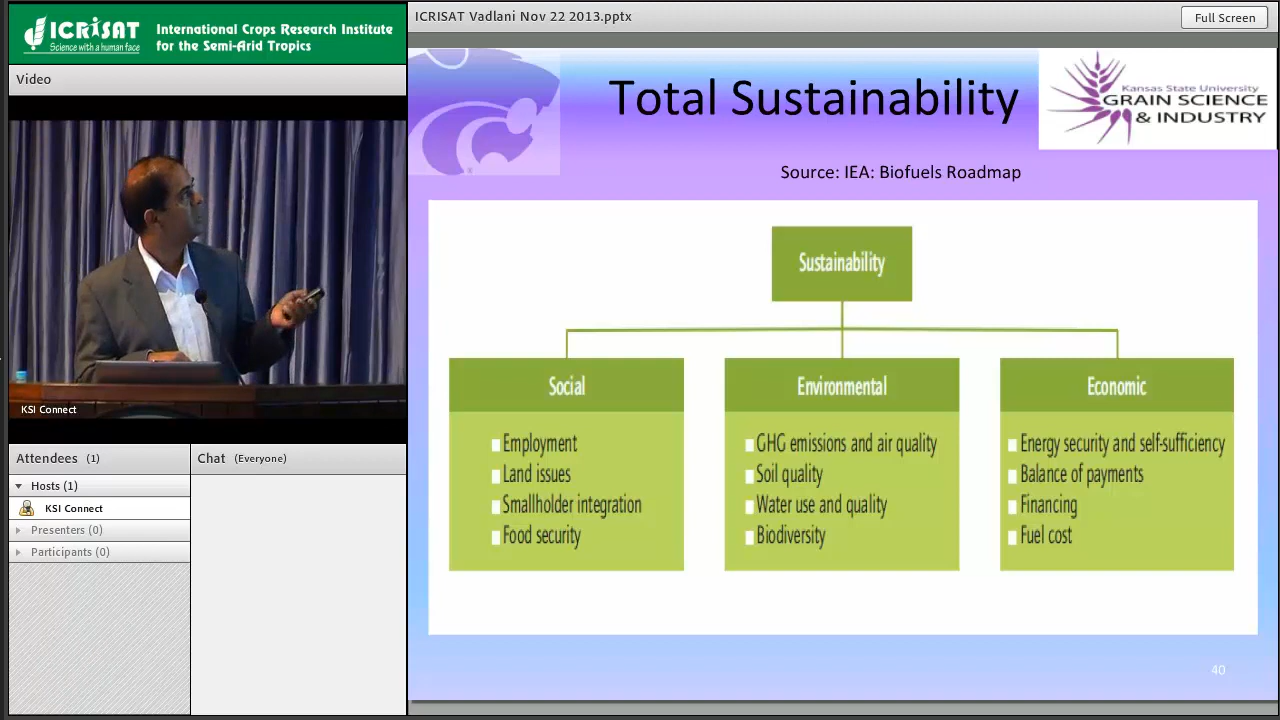 ICRISAT
Science with a human face
International Crops Research Institute
for the Semi-Arid Tropics
Video
KSI Connect
Attendees (1)
Hosts (1)
KSI Connect
Presenters (0)
Participants (0)
Chat (Everyone)
ICRISAT Vadlani Nov 22 2013.pptx
Full Screen
Total Sustainability
Kansas State University
GRAIN SCIENCE
& INDUSTRY
Source: IEA: Biofuels Roadmap
Sustainability
Social
Employment
Land issues
Smallholder integration
Food security
Environmental
GHG emissions and air quality
Soil quality
Water use and quality
Biodiversity
Economic
Energy security and self-sufficiency
Balance of payments
Financing
Fuel cost
40